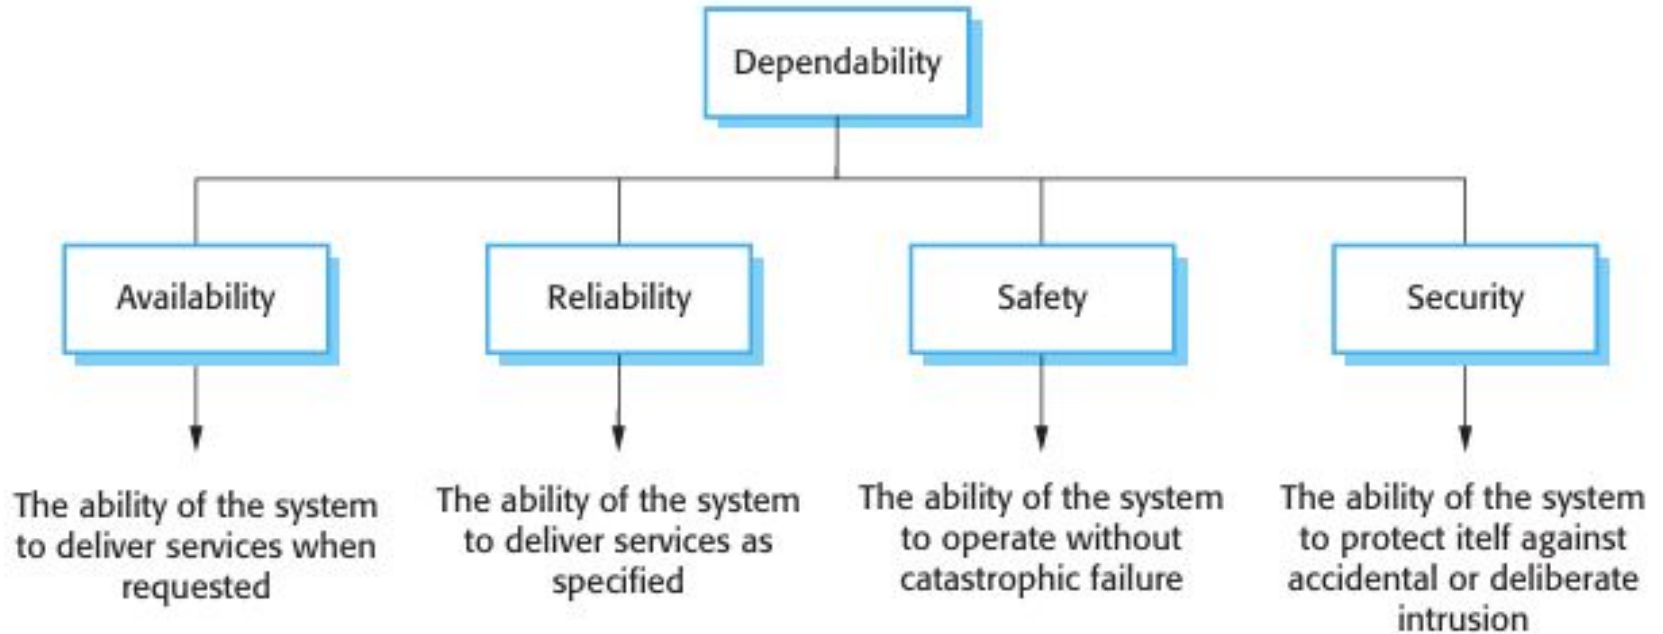 Dependability
Availability
Reliability
Safety
Security
The ability of the system
to deliver services when
requested
The ability of the system
to deliver services as
specified
The ability of the system
to operate without
catastrophic failure
The ability of the system
to protect itelf against
accidental or deliberate
intrusion